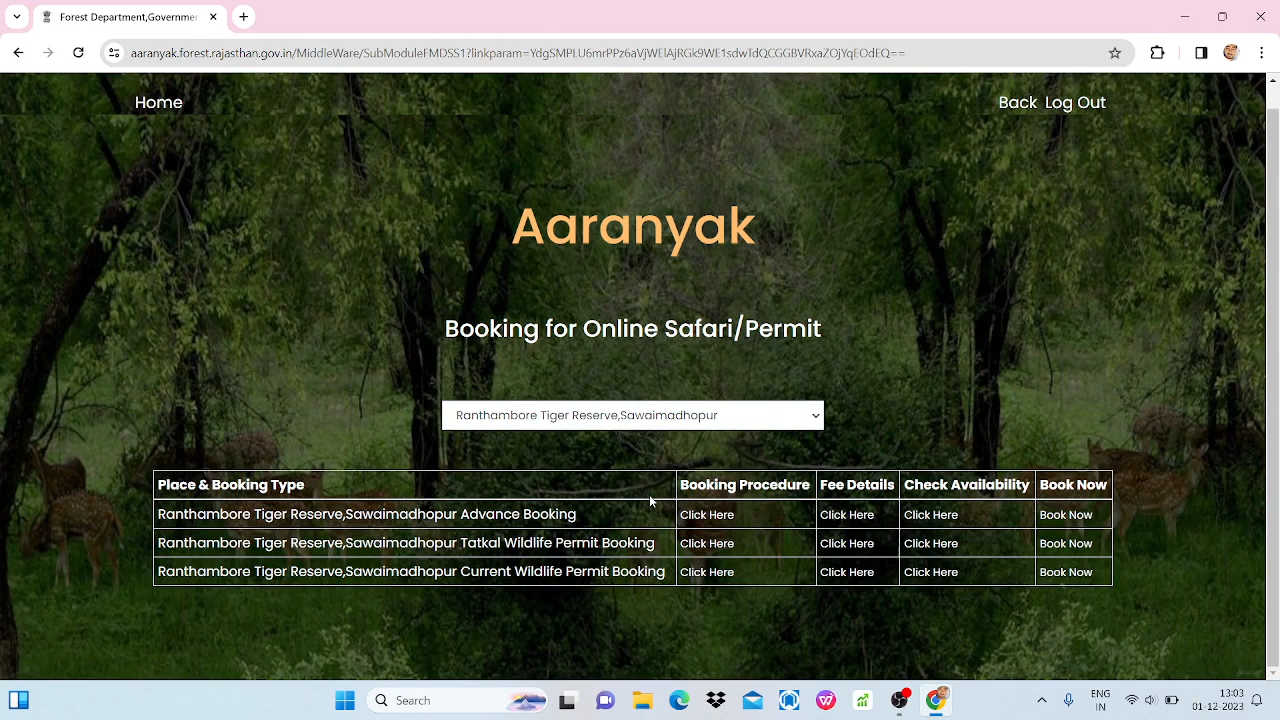 Forest Department,Governmer
aaranyak.forest.rajasthan.gov.in/MiddleWare/SubModuleFMDSS1?linkparam=YdgSMPLU6mrPPz6aVjWElAjRGk9WE1sdwIdQCGGBVSxaZOjYqEOdEQ==
Home
Back Log Out
Aaranyak
Booking for Online Safari/Permit
Ranthambore Tiger Reserve,Sawaimadhopur
Place & Booking Type Booking Procedure Fee Details Check Availability Book Now
Ranthambore Tiger Reserve,Sawaimadhopur Advance Booking Click Here Click Here Click Here Book Now
Ranthambore Tiger Reserve,Sawaimadhopur Tatkal Wildlife Permit Booking Click Here Click Here Click Here Book Now
Ranthambore Tiger Reserve,Sawaimadhopur Current Wildlife Permit Booking Click Here Click Here Click Here Book Now
Search
ENG
IN
13:03
01-12-2023